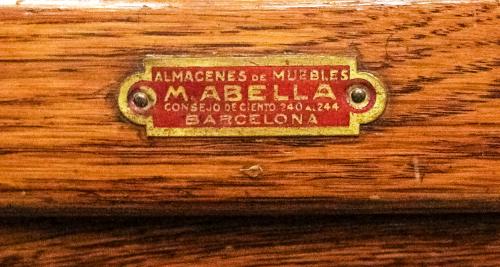 ALMACENES DE MUEBLES
M. ABELLA
CONSEJO DE CIENTO 240 AL 244
BARCELONA